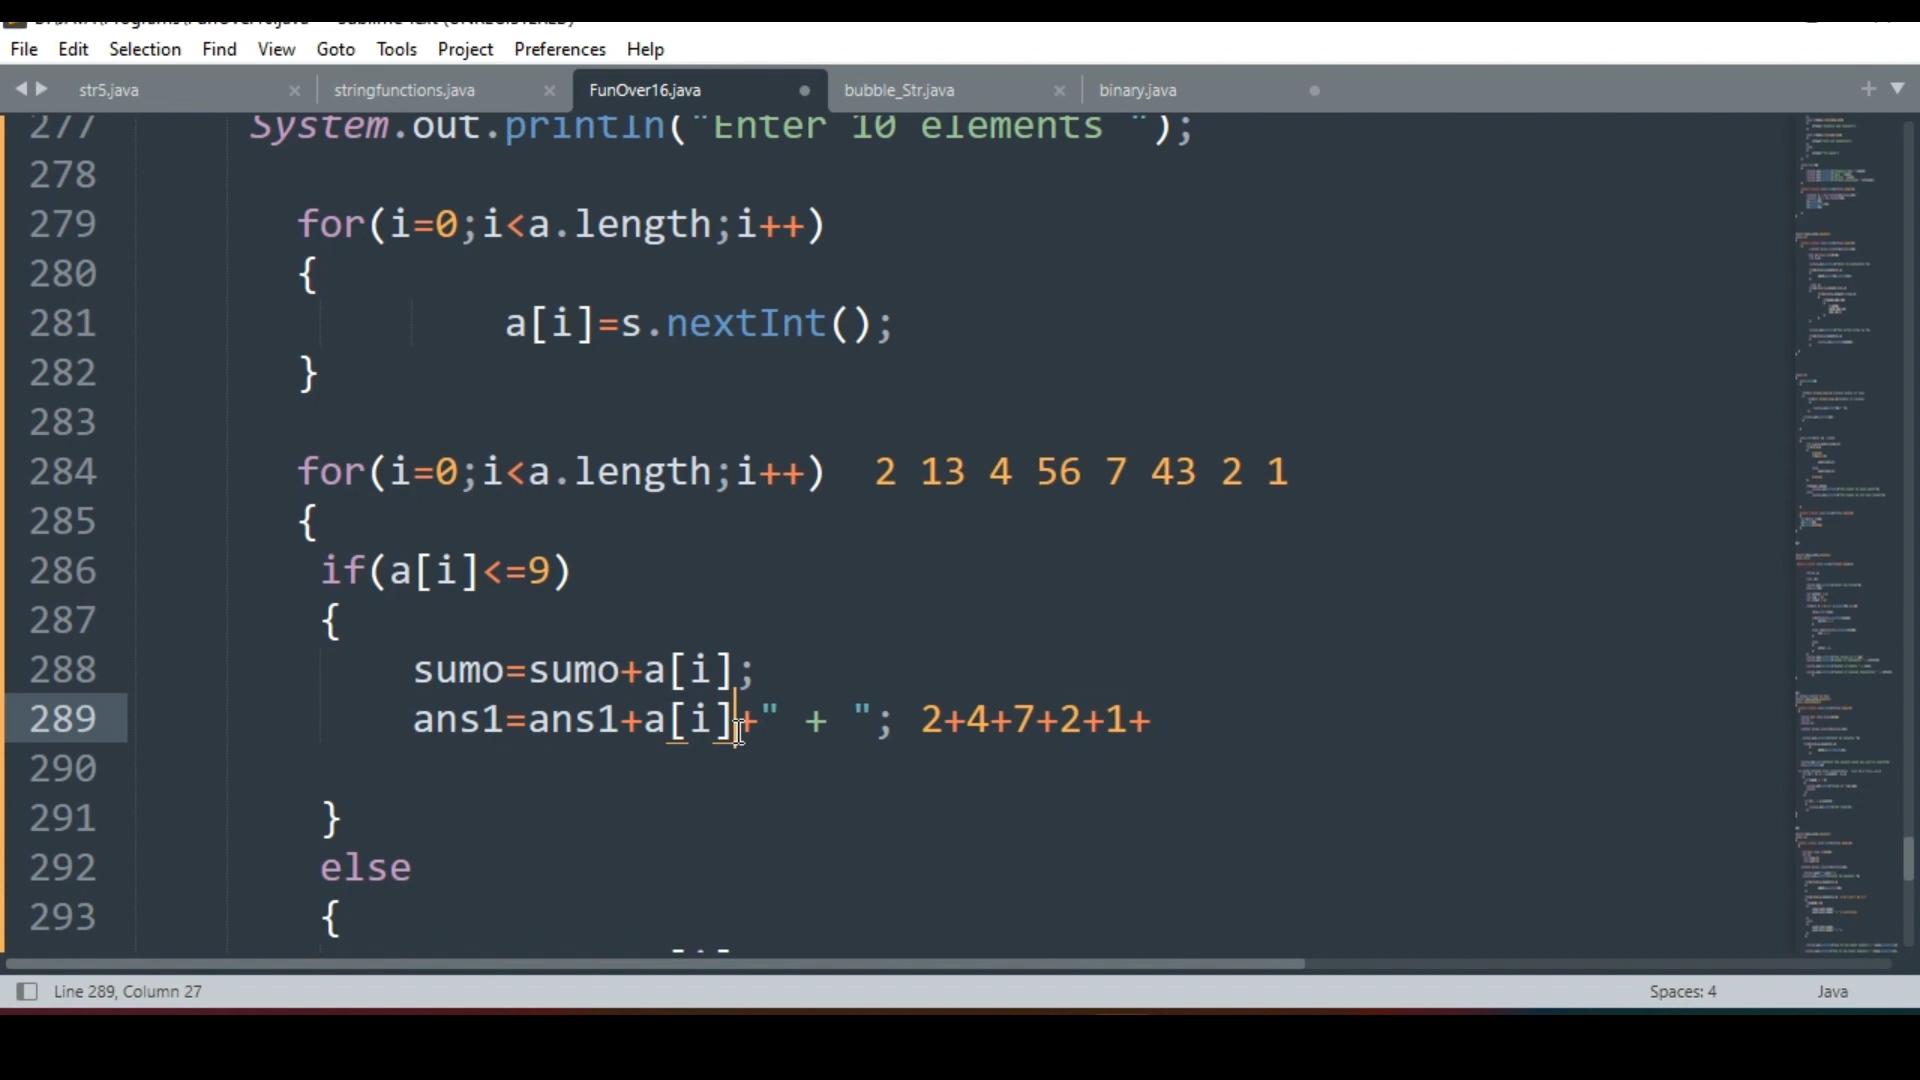 File Edit Selection Find View Goto Tools Project Preferences Help
str5.java stringfunctions.java FunOver16.java bubble_Str.java binary.java
277 System.out.println("Enter 10 elements ");
278
279 for(i=0;i<a.length;i++)
280 {
281 a[i]=s.nextInt();
282 }
283
284 for(i=0;i<a.length;i++) 2 13 4 56 7 43 2 1
285 {
286 if(a[i]<=9)
287 {
288 sumo=sumo+a[i];
289 ans1=ans1+a[i]+" + "; 2+4+7+2+1+
290
291 }
292 else
293 {
Line 289, Column 27 Spaces: 4 Java